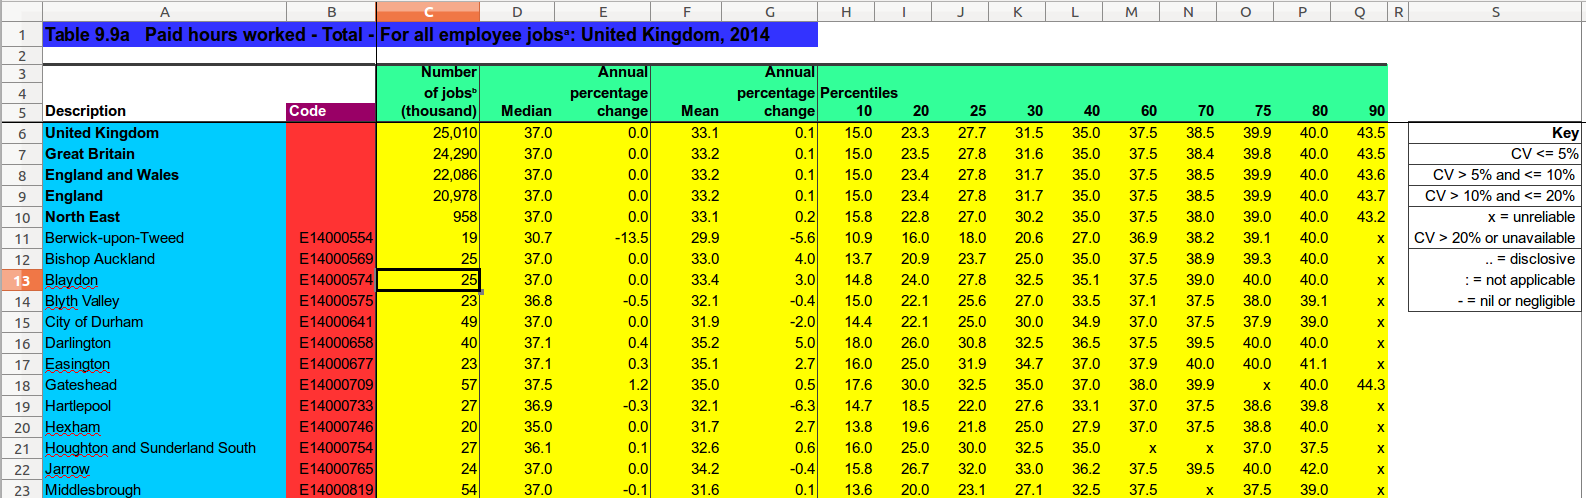 A B C D E F G H I J K L M N O P Q R S
1 Table 9.9a Paid hours worked - Total - For all employee jobsª: United Kingdom, 2014
2
3 Number Annual Annual
4 of jobsᵇ percentage percentage Percentiles
5 Description Code (thousand) Median change Mean change 10 20 25 30 40 60 70 75 80 90
6 United Kingdom 25,010 37.0 0.0 33.1 0.1 15.0 23.3 27.7 31.5 35.0 37.5 38.5 39.9 40.0 43.5 Key
7 Great Britain 24,290 37.0 0.0 33.2 0.1 15.0 23.5 27.8 31.6 35.0 37.5 38.4 39.8 40.0 43.5 CV <= 5%
8 England and Wales 22,086 37.0 0.0 33.2 0.1 15.0 23.4 27.8 31.7 35.0 37.5 38.5 39.9 40.0 43.6 CV > 5% and <= 10%
9 England 20,978 37.0 0.0 33.2 0.1 15.0 23.4 27.8 31.7 35.0 37.5 38.5 39.9 40.0 43.7 CV > 10% and <= 20%
10 North East 958 37.0 0.0 33.1 0.2 15.8 22.8 27.0 30.2 35.0 37.5 38.0 39.0 40.0 43.2 x = unreliable
11 Berwick-upon-Tweed E14000554 19 30.7 -13.5 29.9 -5.6 10.9 16.0 18.0 20.6 27.0 36.9 38.2 39.1 40.0 x CV > 20% or unavailable
12 Bishop Auckland E14000569 25 37.0 0.0 33.0 4.0 13.7 20.9 23.7 25.0 35.0 37.5 38.9 39.3 40.0 x .. = disclosive
13 Blaydon E14000574 25 37.0 0.0 33.4 3.0 14.8 24.0 27.8 32.5 35.1 37.5 39.0 40.0 40.0 x : = not applicable
14 Blyth Valley E14000575 23 36.8 -0.5 32.1 -0.4 15.0 22.1 25.6 27.0 33.5 37.1 37.5 38.0 39.1 x - = nil or negligible
15 City of Durham E14000641 49 37.0 0.0 31.9 -2.0 14.4 22.1 25.0 30.0 34.9 37.0 37.5 37.9 39.0 x
16 Darlington E14000658 40 37.1 0.4 35.2 5.0 18.0 26.0 30.8 32.5 36.5 37.5 39.5 40.0 40.0 x
17 Easington E14000677 23 37.1 0.3 35.1 2.7 16.0 25.0 31.9 34.7 37.0 37.9 40.0 40.0 41.1 x
18 Gateshead E14000709 57 37.5 1.2 35.0 0.5 17.6 30.0 32.5 35.0 37.0 38.0 39.9 x 40.0 44.3
19 Hartlepool E14000733 27 36.9 -0.3 32.1 -6.3 14.7 18.5 22.0 27.6 33.1 37.0 37.5 38.6 39.8 x
20 Hexham E14000746 20 35.0 0.0 31.7 2.7 13.8 19.6 21.8 25.0 27.9 37.0 37.5 38.8 40.0 x
21 Houghton and Sunderland South E14000754 27 36.1 0.1 32.6 0.6 16.0 25.0 30.0 32.5 35.0 x x 37.0 37.5 x
22 Jarrow E14000765 24 37.0 0.0 34.2 -0.4 15.8 26.7 32.0 33.0 36.2 37.5 39.5 40.0 42.0 x
23 Middlesbrough E14000819 54 37.0 -0.1 31.6 0.1 13.6 20.0 23.1 27.1 32.5 37.5 x 37.5 39.0 x